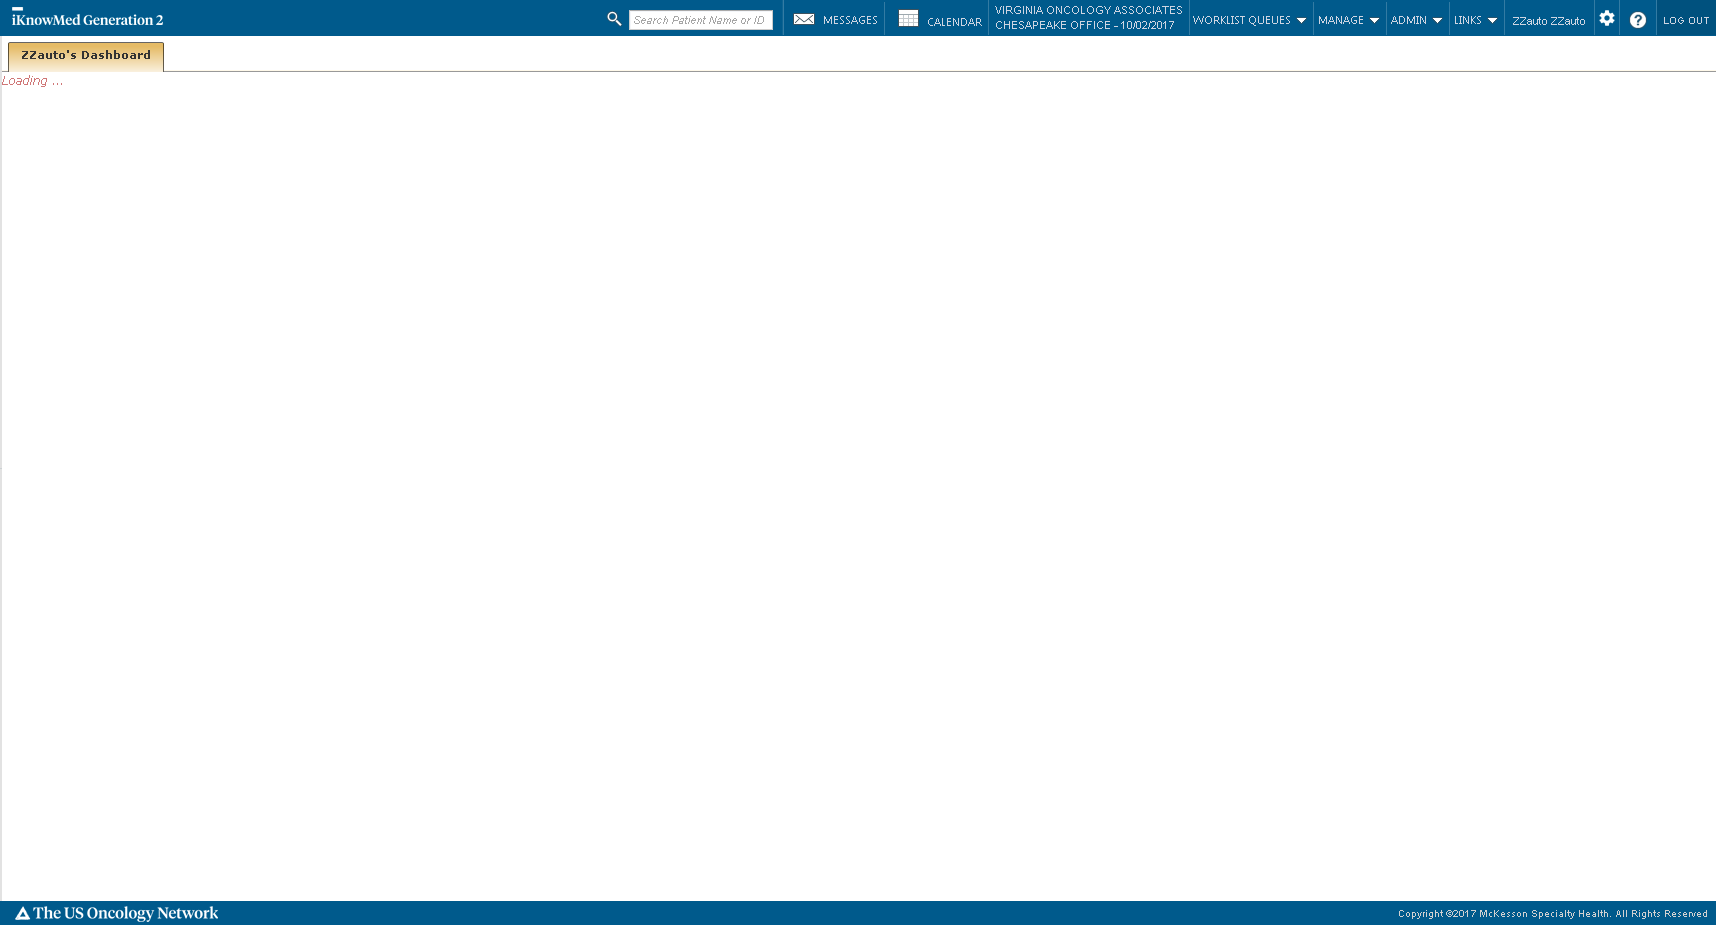 iKnowMed Generation 2
Search Patient Name or ID
MESSAGES
CALENDAR
VIRGINIA ONCOLOGY ASSOCIATES
CHESAPEAKE OFFICE - 10/02/2017
WORKLIST QUEUES
MANAGE
ADMIN
LINKS
ZZauto ZZauto
?
LOG OUT
ZZauto's Dashboard
Loading ...
The US Oncology Network
Copyright ©2017 McKesson Specialty Health. All Rights Reserved